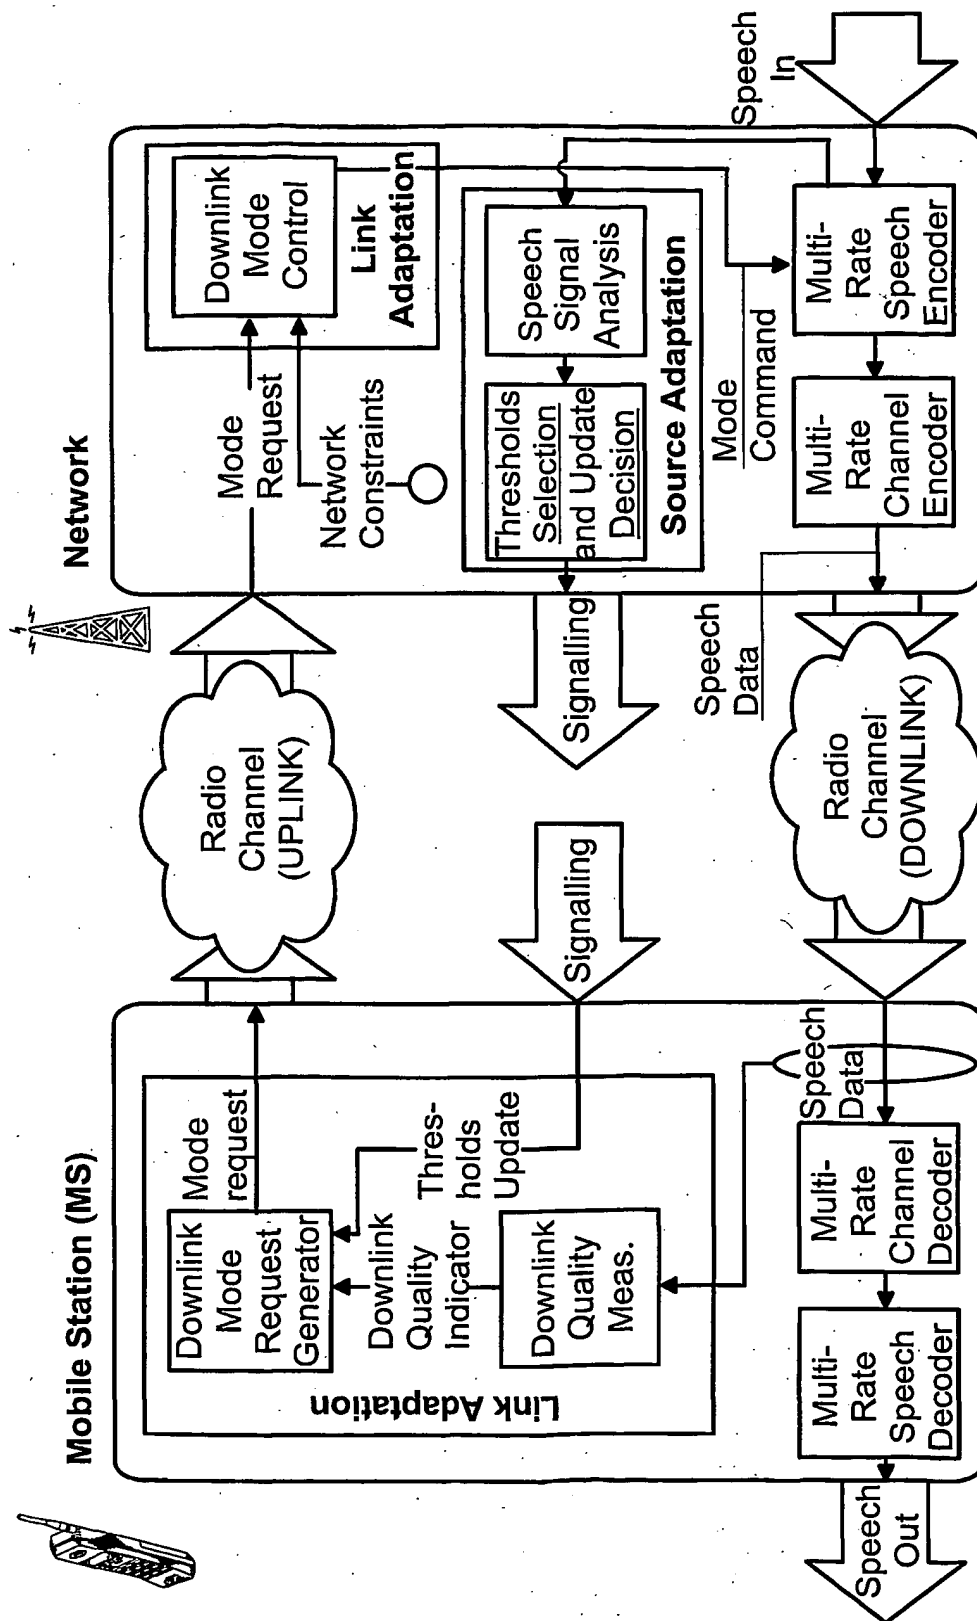 Mobile Station (MS)
Network
Downlink
Mode
Request
Generator
Mode
request
Downlink
Quality
Indicator
Thres-
holds
Update
Downlink
Quality
Meas.
Link Adaptation
Radio
Channel
(UPLINK)
Mode
Request
Network
Constraints
Downlink
Mode
Control
Link
Adaptation
Signalling
Signalling
Thresholds
Selection
and Update
Decision
Speech
Signal
Analysis
Source Adaptation
Mode
Command
Speech
Out
Multi-
Rate
Speech
Decoder
Multi-
Rate
Channel
Decoder
Speech
Data
Radio
Channel
(DOWNLINK)
Speech
Data
Multi-
Rate
Channel
Encoder
Multi-
Rate
Speech
Encoder
Speech
In